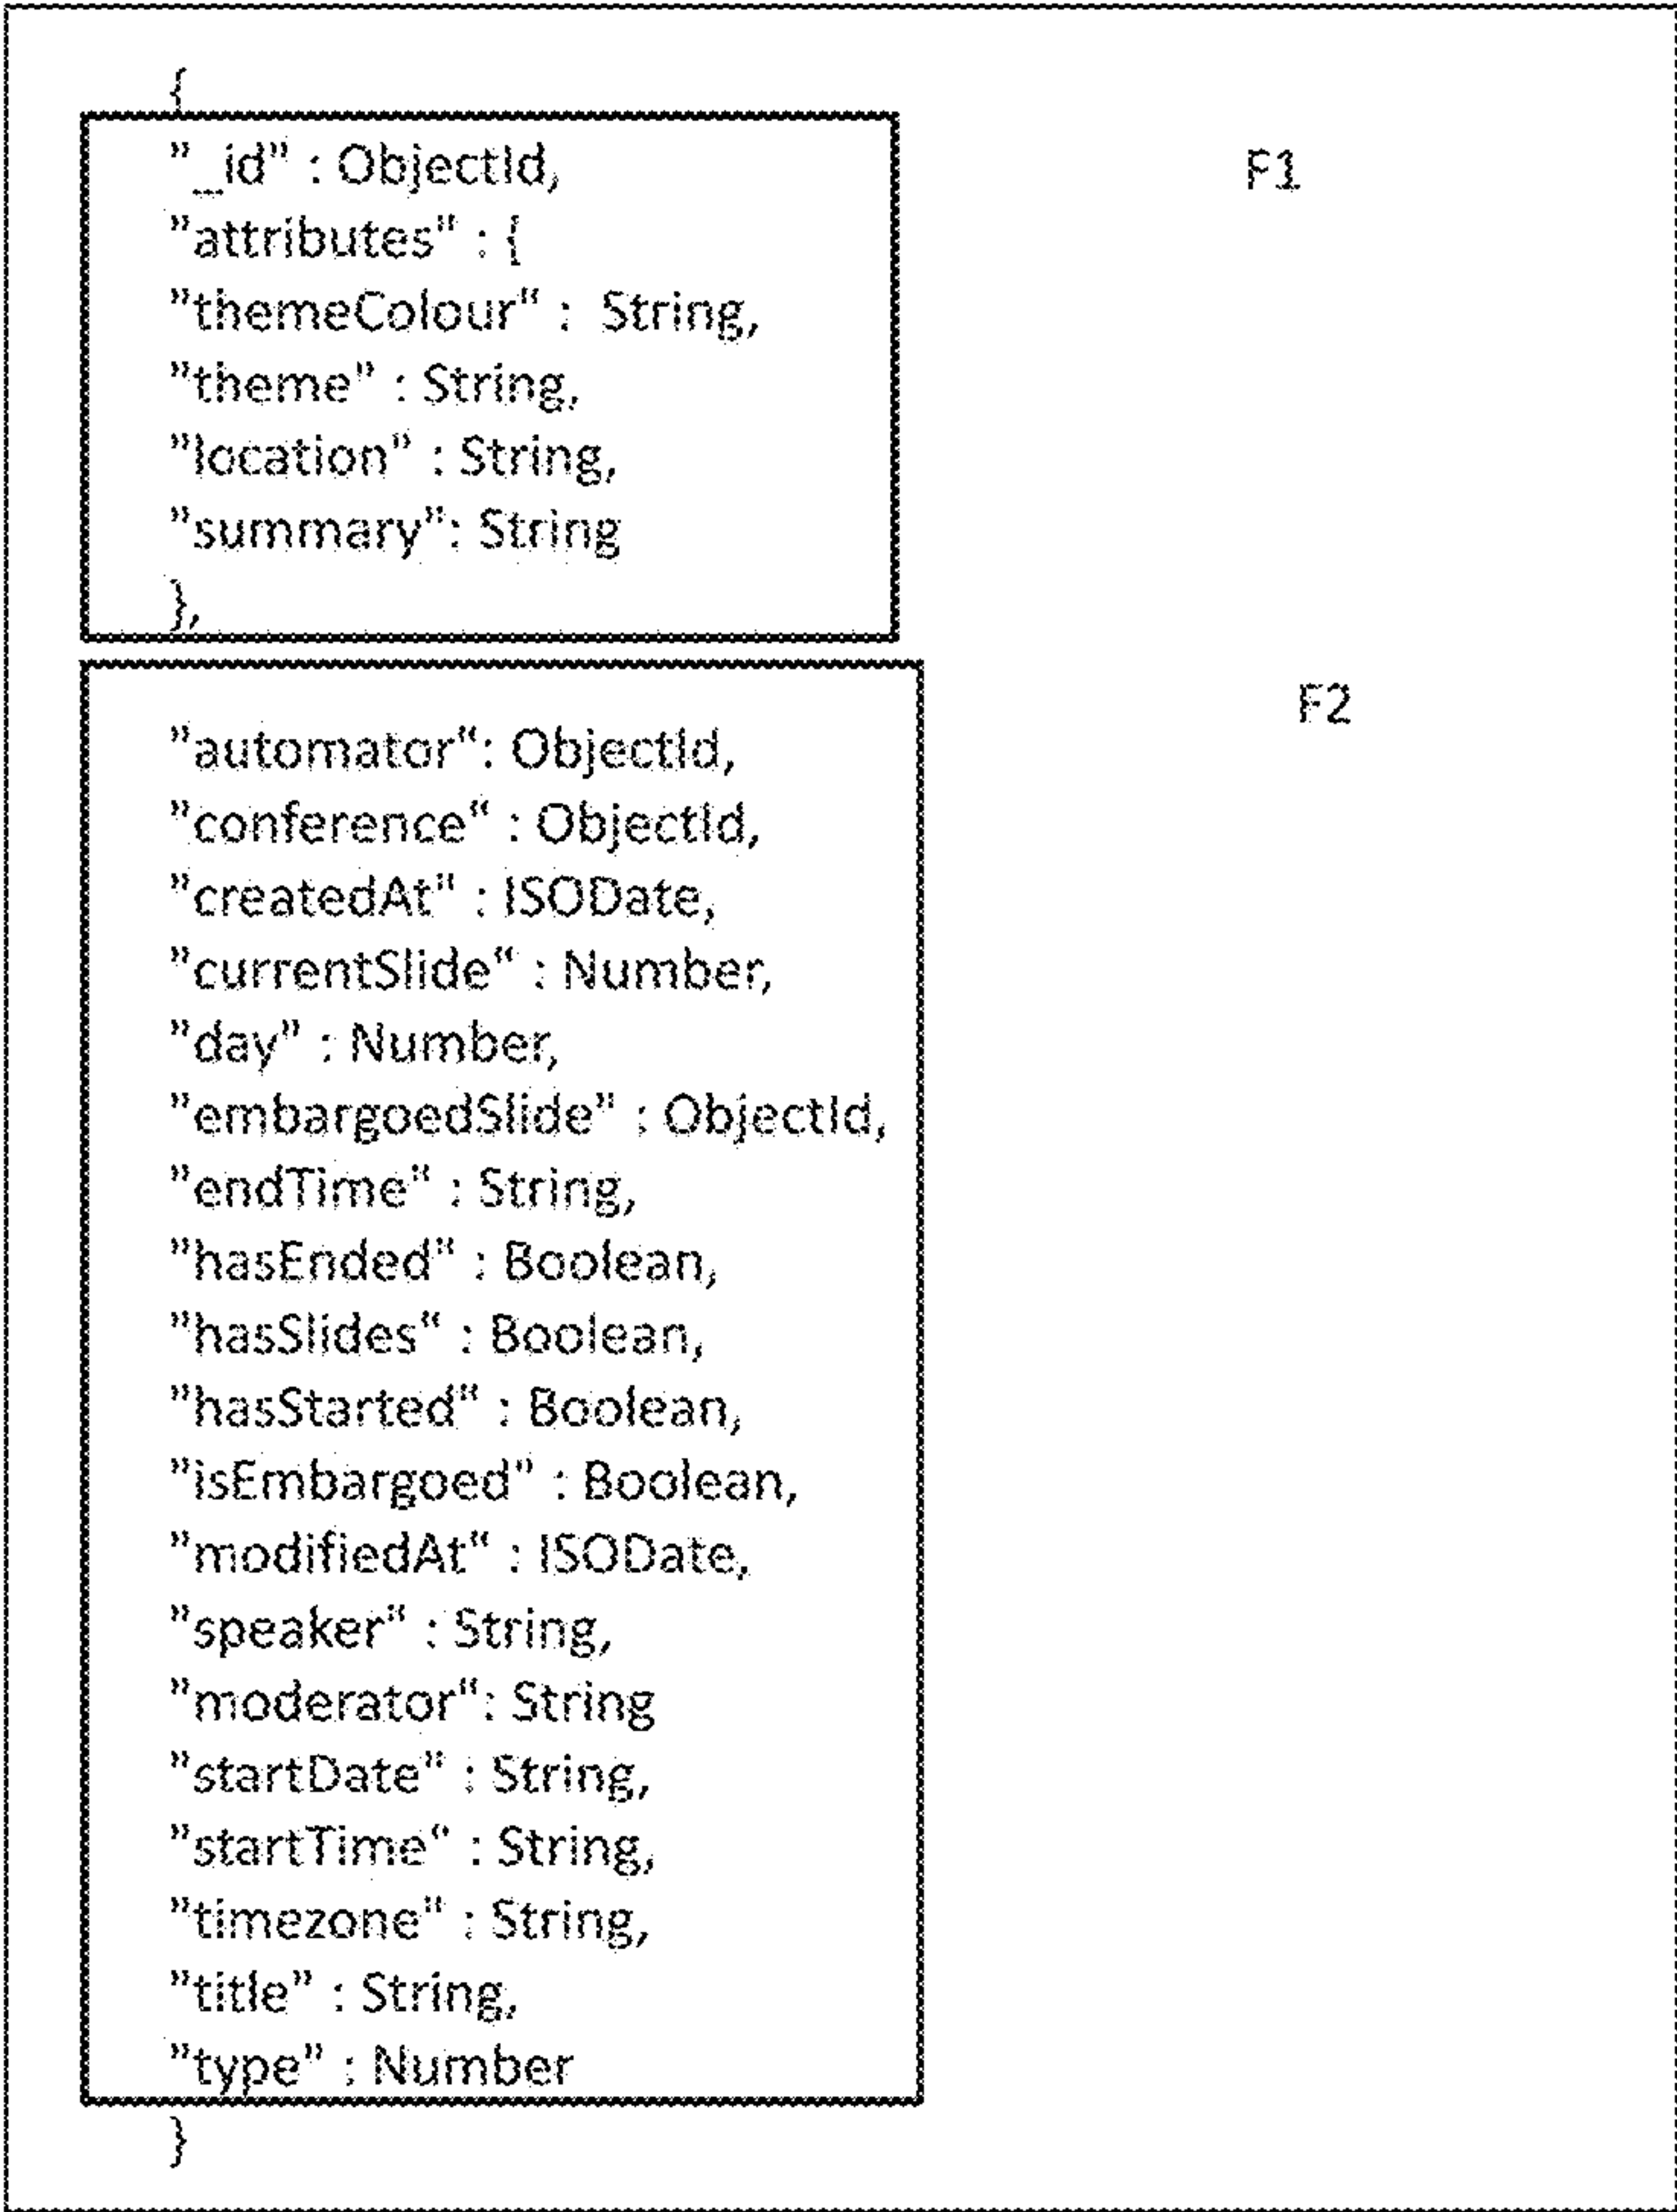 {
"_id" : ObjectId,
F1
"attributes" : {
"themeColour" : String,
"theme" : String,
"location" : String,
"summary": String
},
F2
"automator": ObjectId,
"conference" : ObjectId,
"createdAt" : ISODate,
"currentSlide" : Number,
"day" : Number,
"embargoedSlide" : ObjectId,
"endTime" : String,
"hasEnded" : Boolean,
"hasSlides" : Boolean,
"hasStarted" : Boolean,
"isEmbargoed" : Boolean,
"modifiedAt" : ISODate,
"speaker" : String,
"moderator": String
"startDate" : String,
"startTime" : String,
"timezone" : String,
"title" : String,
"type" : Number
}